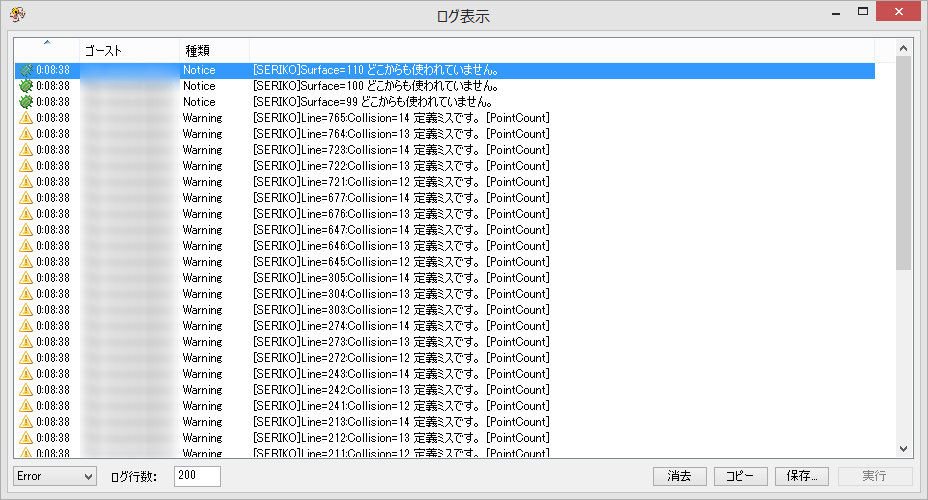 ログ表示
ゴースト 種類
0:08:38 Notice [SERIKO]Surface=110 どこからも使われていません。
0:08:38 Notice [SERIKO]Surface=100 どこからも使われていません。
0:08:38 Notice [SERIKO]Surface=99 どこからも使われていません。
0:08:38 Warning [SERIKO]Line=765:Collision=14 定義ミスです。[PointCount]
0:08:38 Warning [SERIKO]Line=764:Collision=13 定義ミスです。[PointCount]
0:08:38 Warning [SERIKO]Line=723:Collision=14 定義ミスです。[PointCount]
0:08:38 Warning [SERIKO]Line=722:Collision=13 定義ミスです。[PointCount]
0:08:38 Warning [SERIKO]Line=721:Collision=12 定義ミスです。[PointCount]
0:08:38 Warning [SERIKO]Line=677:Collision=14 定義ミスです。[PointCount]
0:08:38 Warning [SERIKO]Line=676:Collision=13 定義ミスです。[PointCount]
0:08:38 Warning [SERIKO]Line=647:Collision=14 定義ミスです。[PointCount]
0:08:38 Warning [SERIKO]Line=646:Collision=13 定義ミスです。[PointCount]
0:08:38 Warning [SERIKO]Line=645:Collision=12 定義ミスです。[PointCount]
0:08:38 Warning [SERIKO]Line=305:Collision=14 定義ミスです。[PointCount]
0:08:38 Warning [SERIKO]Line=304:Collision=13 定義ミスです。[PointCount]
0:08:38 Warning [SERIKO]Line=303:Collision=12 定義ミスです。[PointCount]
0:08:38 Warning [SERIKO]Line=274:Collision=14 定義ミスです。[PointCount]
0:08:38 Warning [SERIKO]Line=273:Collision=13 定義ミスです。[PointCount]
0:08:38 Warning [SERIKO]Line=272:Collision=12 定義ミスです。[PointCount]
0:08:38 Warning [SERIKO]Line=243:Collision=14 定義ミスです。[PointCount]
0:08:38 Warning [SERIKO]Line=242:Collision=13 定義ミスです。[PointCount]
0:08:38 Warning [SERIKO]Line=241:Collision=12 定義ミスです。[PointCount]
0:08:38 Warning [SERIKO]Line=213:Collision=14 定義ミスです。[PointCount]
0:08:38 Warning [SERIKO]Line=212:Collision=13 定義ミスです。[PointCount]
0:08:38 Warning [SERIKO]Line=211:Collision=12 定義ミスです。[PointCount]
Error ログ行数: 200 消去 コピー 保存... 実行